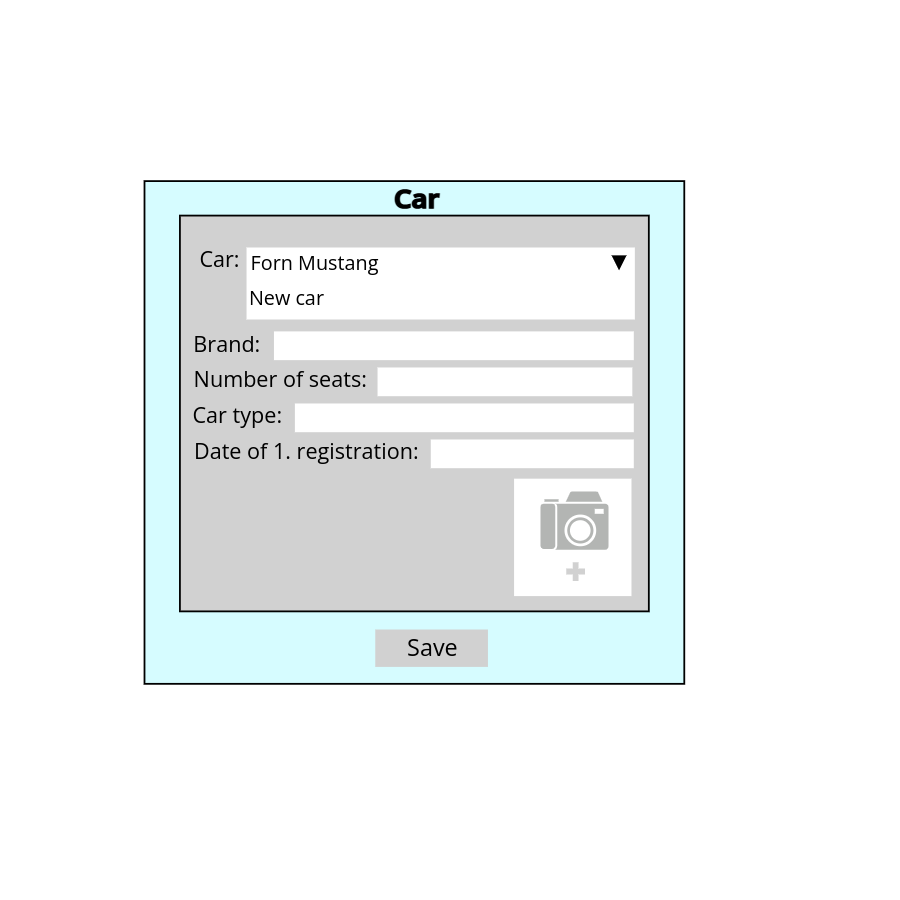 Car
Car: Forn Mustang ▼
New car
Brand:
Number of seats:
Car type:
Date of 1. registration:
Save